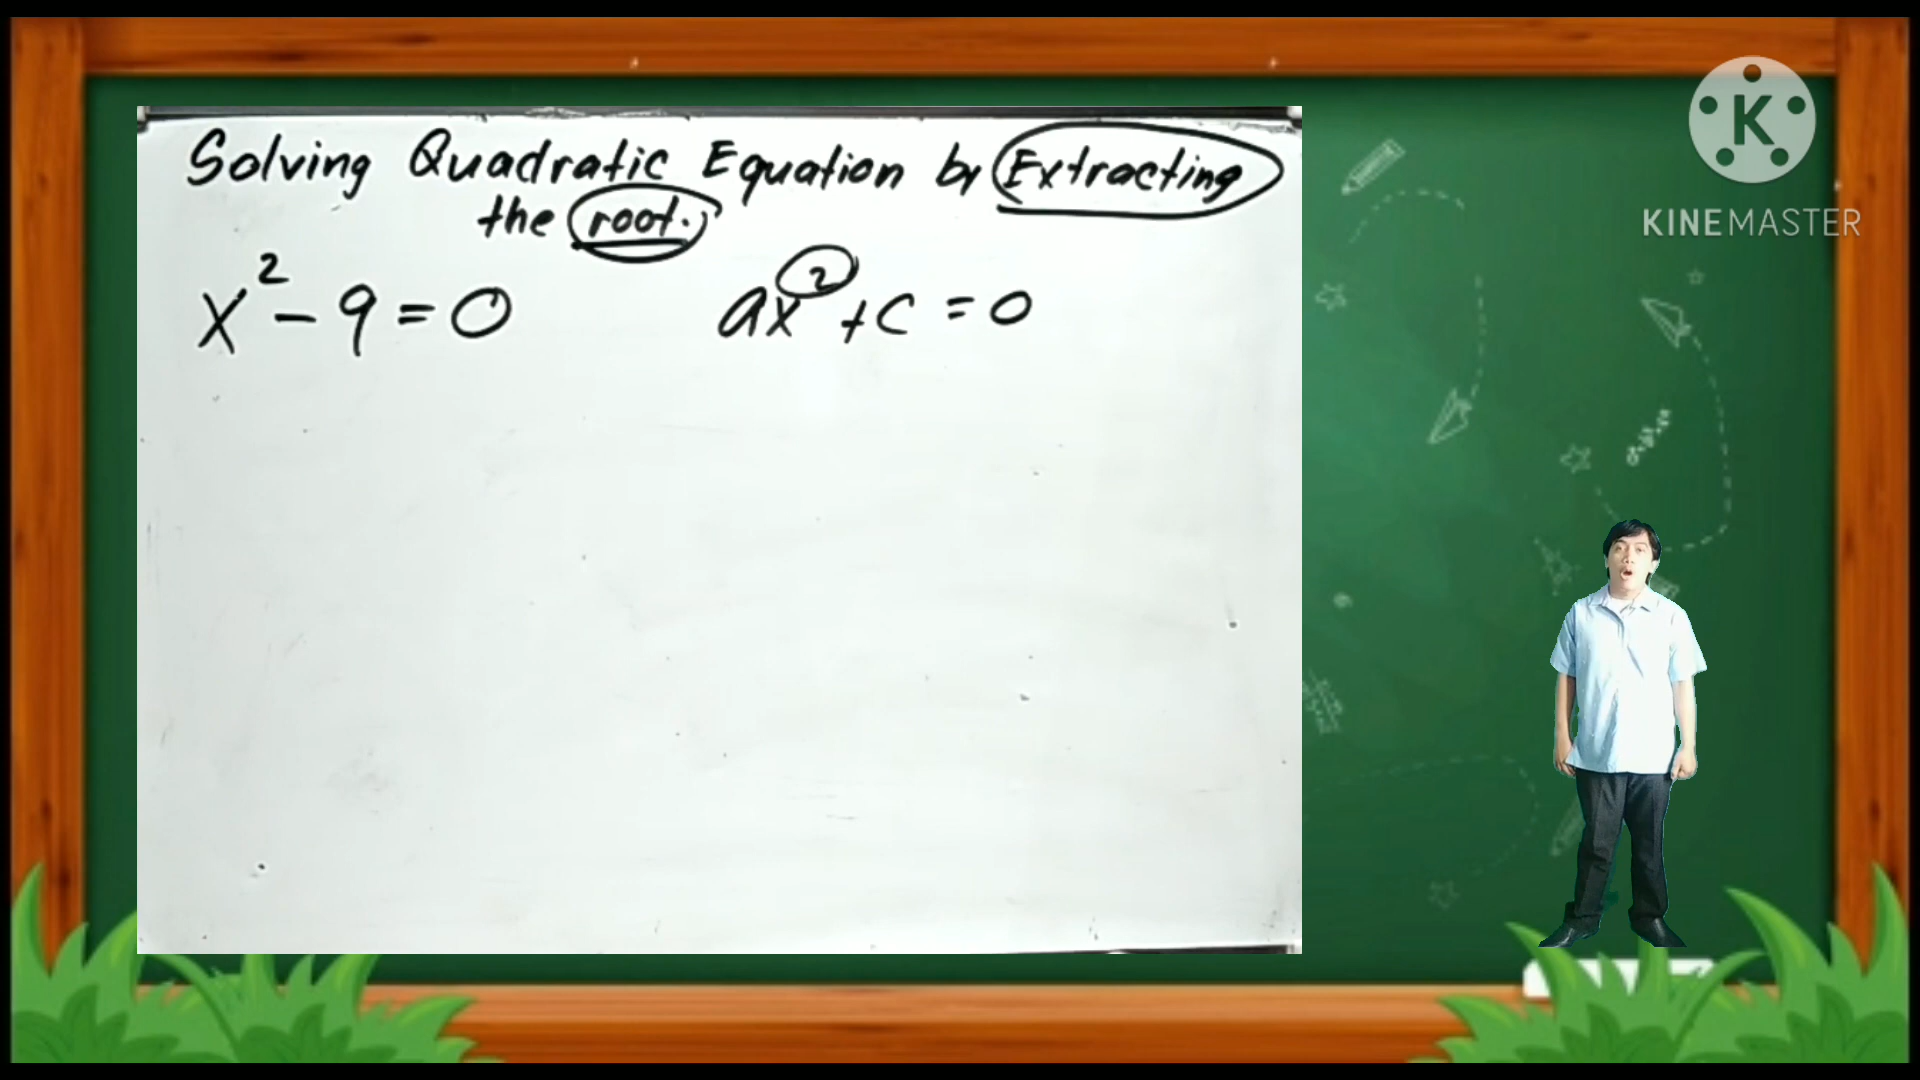 Solving Quadratic Equation by Extracting
the root.
x² - 9 = 0
ax² + c = 0
K
KINEMASTER